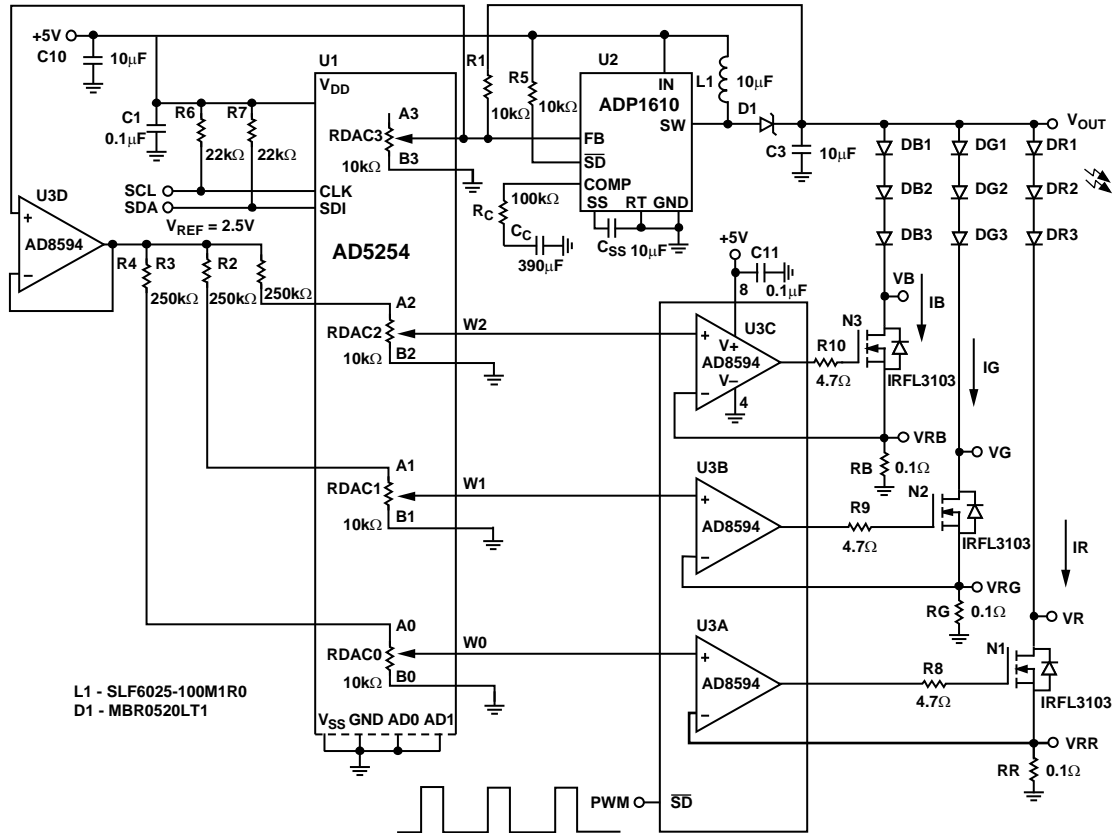 +5V
C10
10µF
C1
0.1µF
R6
22kΩ
R7
22kΩ
SCL
SDA
VREF = 2.5V
U3D
+
AD8594
−
R4
R3
R2
250kΩ
250kΩ
250kΩ
U1
VDD
A3
RDAC3
10kΩ
B3
CLK
SDI
AD5254
A2
RDAC2
10kΩ
B2
A1
RDAC1
10kΩ
B1
A0
RDAC0
10kΩ
B0
VSS GND AD0 AD1
R1
10kΩ
R5
10kΩ
U2
IN
ADP1610
SW
FB
SD
COMP
SS RT GND
100kΩ
RC
CC
390µF
CSS 10µF
L1
10µF
D1
C3
10µF
VOUT
DB1
DG1
DR1
DB2
DG2
DR2
DB3
DG3
DR3
+5V
C11
0.1µF
8
VB
IB
W2
+
U3C
V+
AD8594
V−
−
4
R10
4.7Ω
N3
IRFL3103
IG
VRB
RB
0.1Ω
VG
W1
U3B
+
AD8594
−
R9
4.7Ω
N2
IRFL3103
IR
VRG
RG
0.1Ω
VR
W0
U3A
+
AD8594
−
R8
4.7Ω
N1
IRFL3103
VRR
RR
0.1Ω
L1 - SLF6025-100M1R0
D1 - MBR0520LT1
PWM
SD